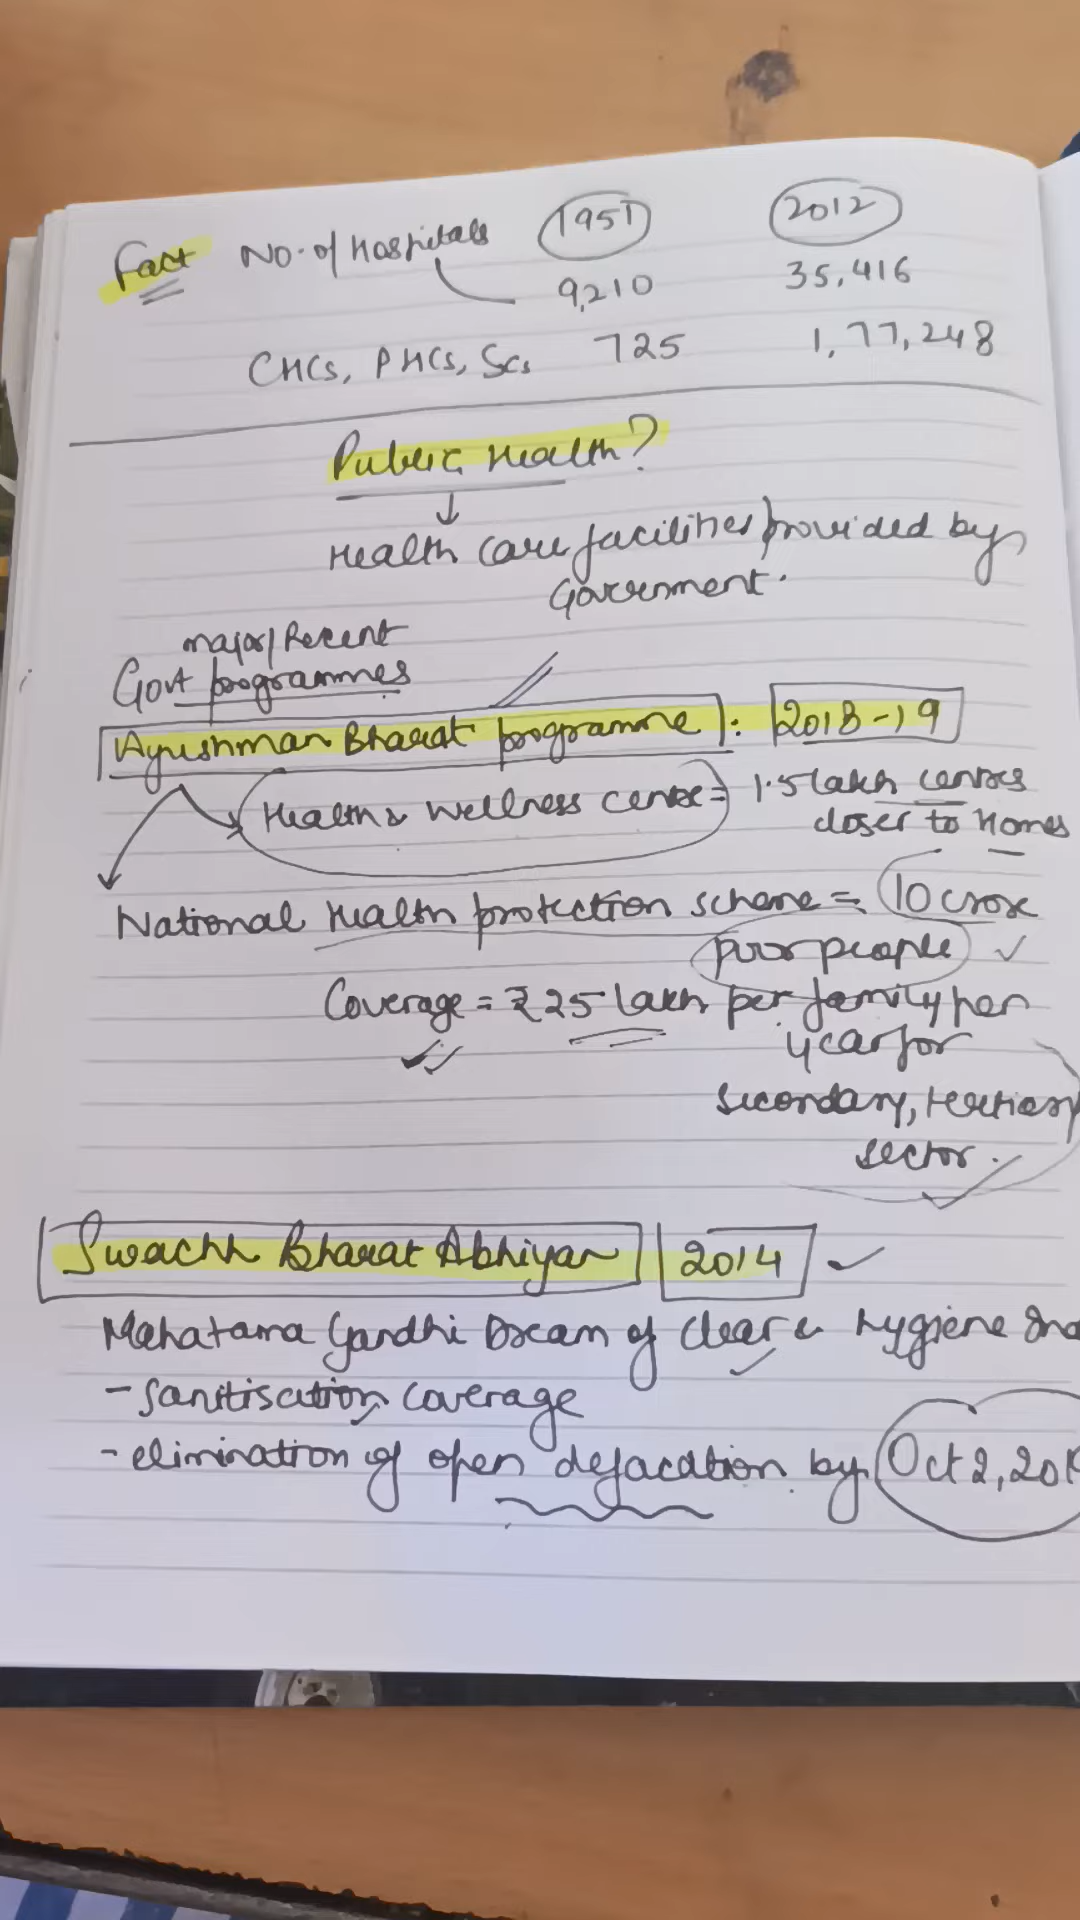 Fact No. of Hospitals 1951 2012
9,210 35,416
CHCs, PHCs, SCs 725 1,77,248
Public Health?
Health care facilities provided by
Government.
major/Recent
Govt programmes
Ayushman Bharat programme : 2018-19
Health & Wellness centre = 1.5 lakh centres
closer to Homes
National Health protection scheme = 10 crore
poor people
Coverage = ₹25 lakh per family per
year for
secondary, tertiary
sector.
Swachh Bharat Abhiyan 2014
Mahatama Gandhi Dream of clean & hygiene
- Sanitisation coverage
- elimination of open defacation by Oct 2, 2019